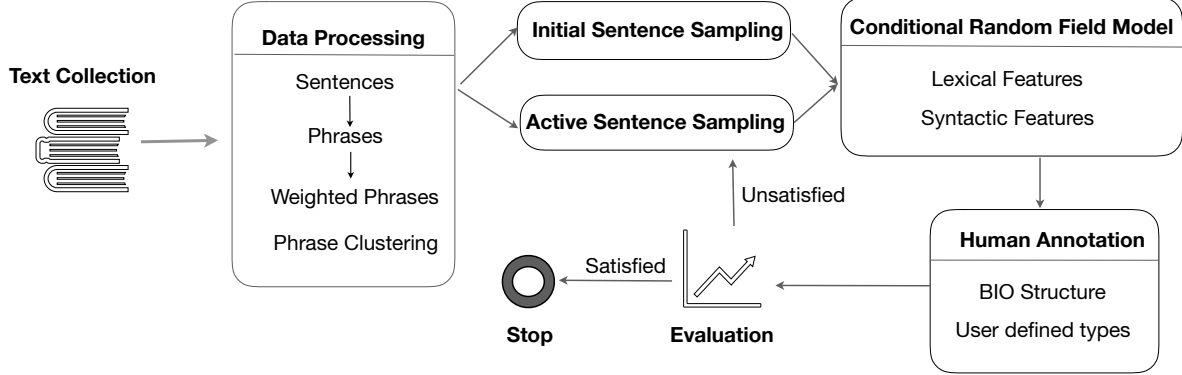 Text Collection
Data Processing
Sentences
Phrases
Weighted Phrases
Phrase Clustering
Initial Sentence Sampling
Active Sentence Sampling
Conditional Random Field Model
Lexical Features
Syntactic Features
Human Annotation
BIO Structure
User defined types
Evaluation
Unsatisfied
Satisfied
Stop